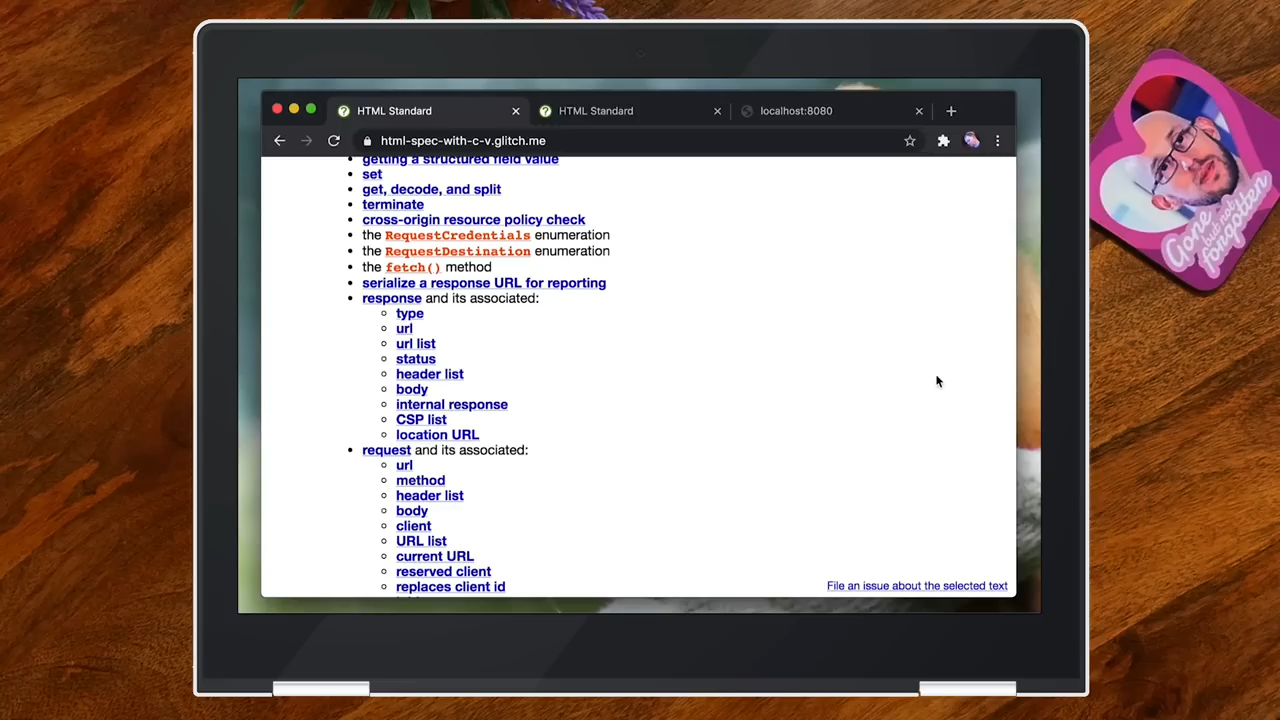 HTML Standard
HTML Standard
localhost:8080
html-spec-with-c-v.glitch.me
getting a structured field value
set
get, decode, and split
terminate
cross-origin resource policy check
the RequestCredentials enumeration
the RequestDestination enumeration
the fetch() method
serialize a response URL for reporting
response and its associated:
type
url
url list
status
header list
body
internal response
CSP list
location URL
request and its associated:
url
method
header list
body
client
URL list
current URL
reserved client
replaces client id
File an issue about the selected text
Gone
but not
forgotten